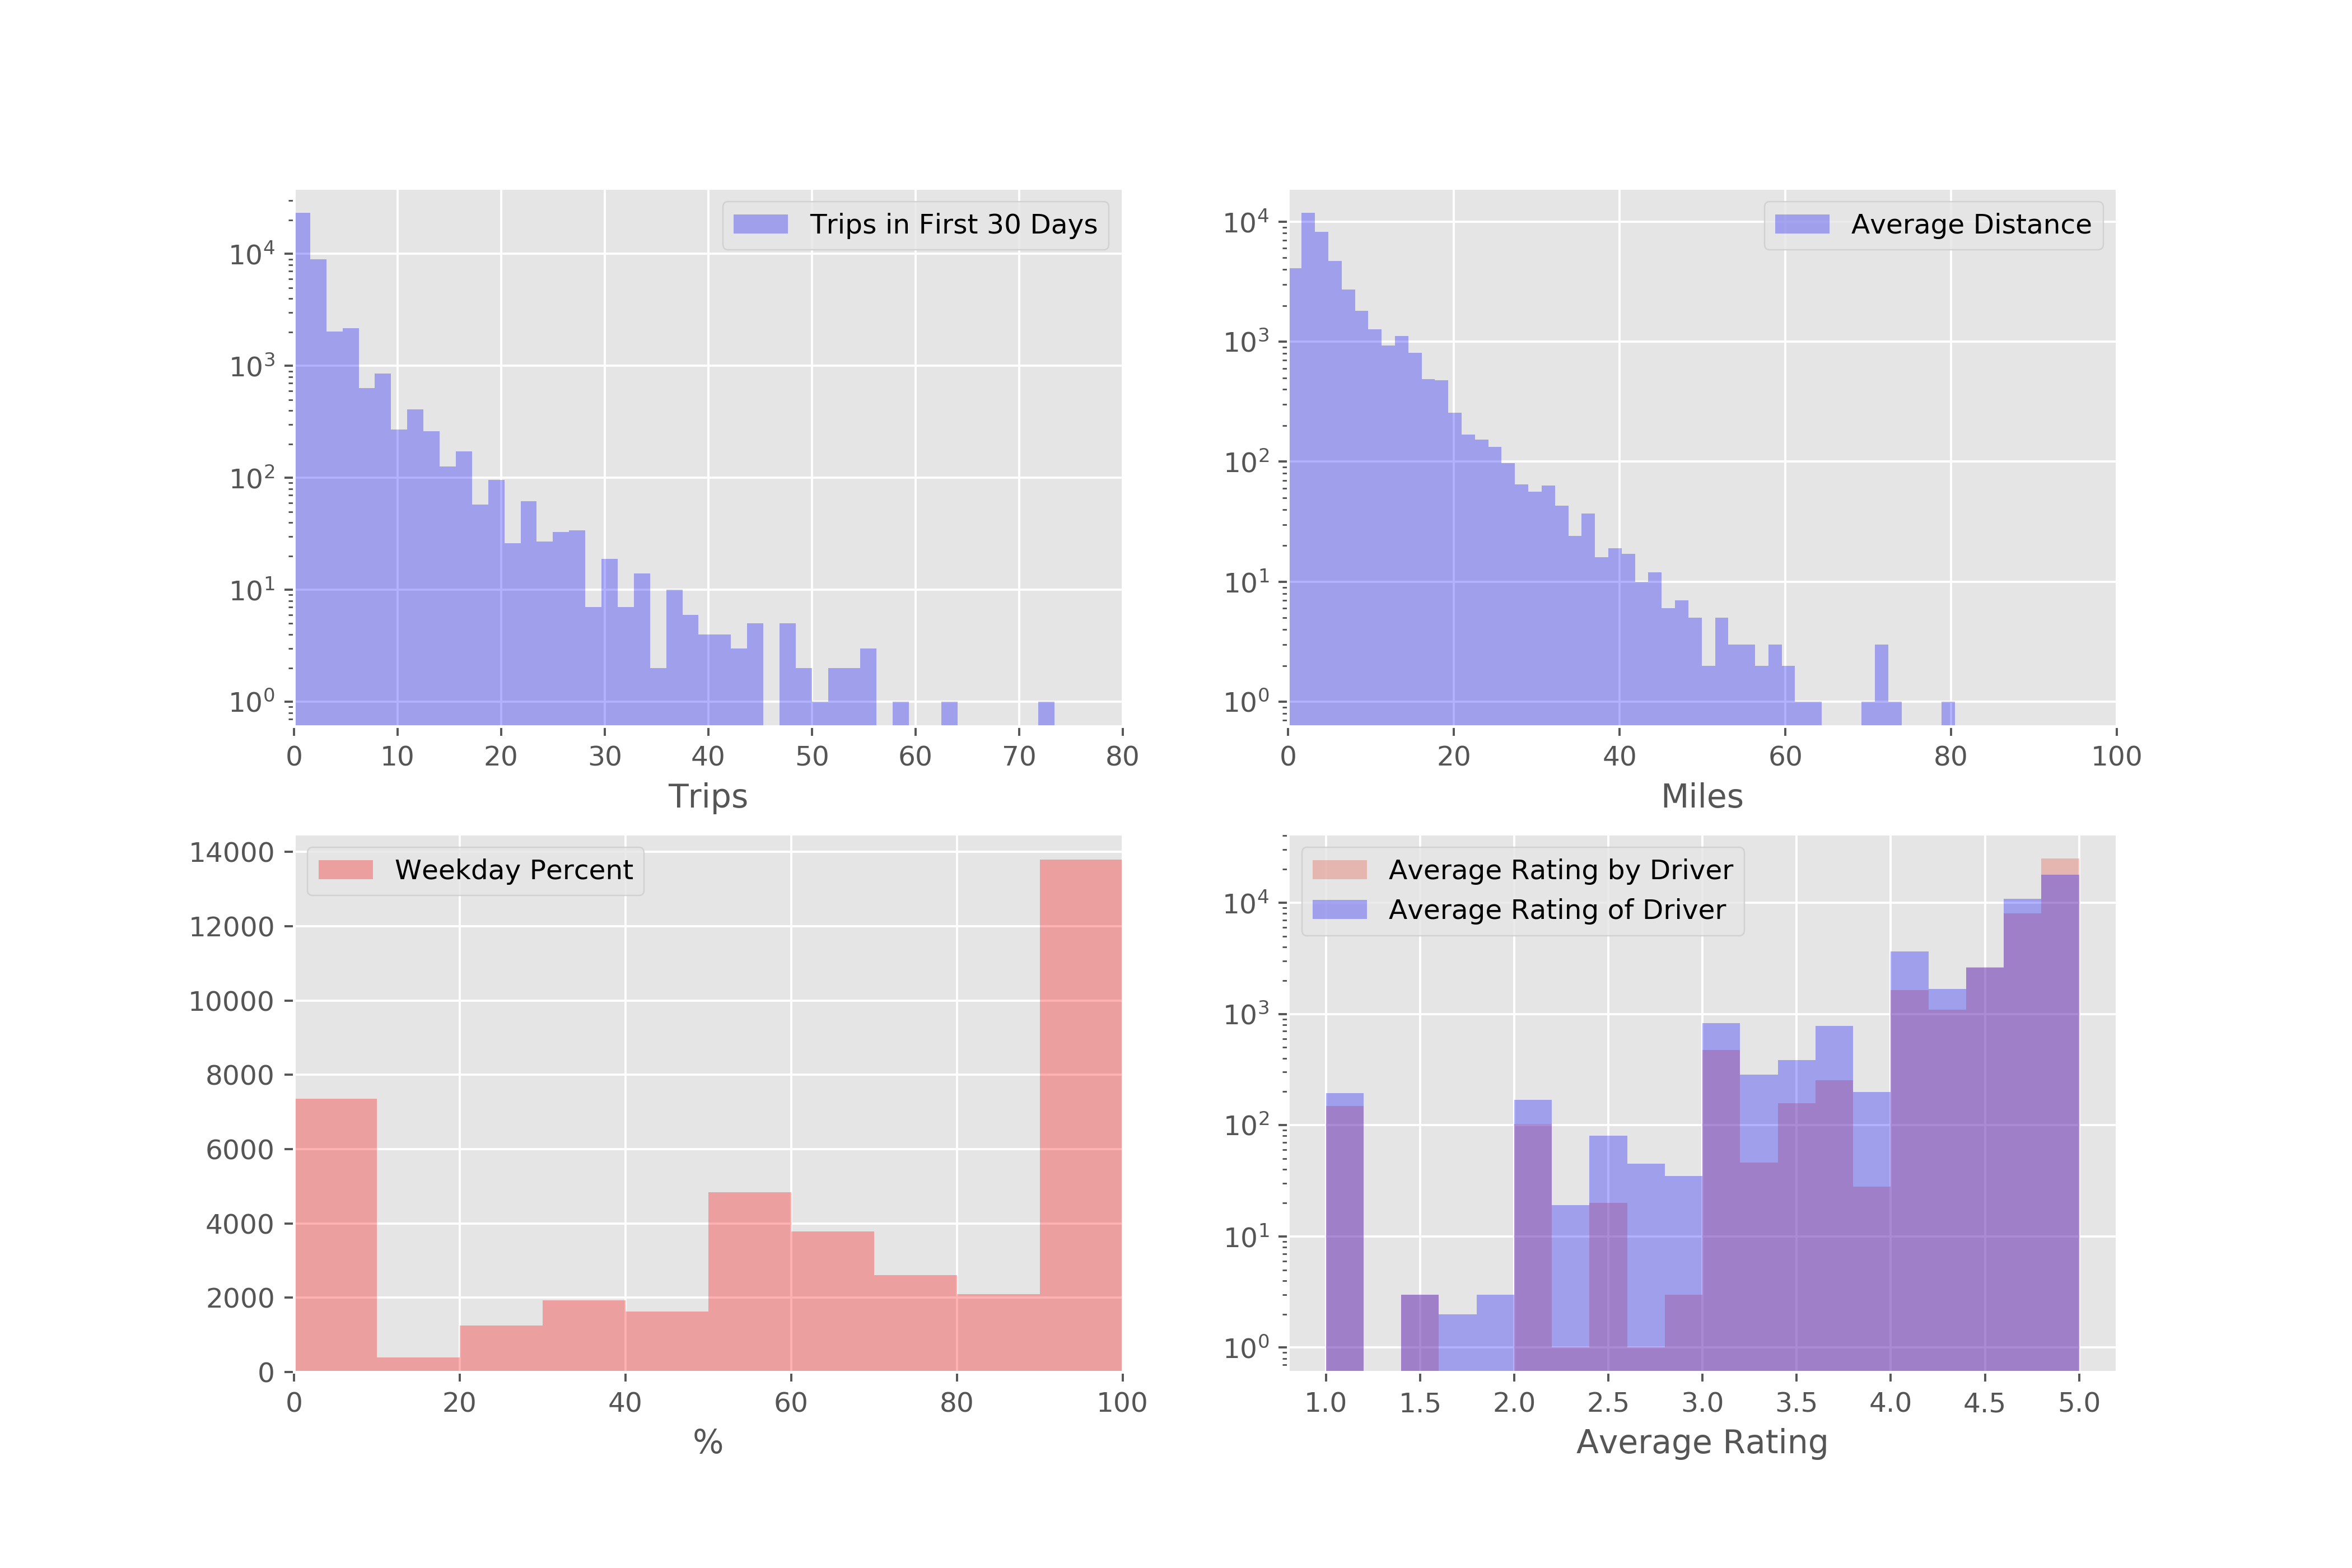 Trips in First 30 Days
10⁴
10³
10²
10¹
10⁰
0 10 20 30 40 50 60 70 80
Trips
Average Distance
10⁴
10³
10²
10¹
10⁰
0 20 40 60 80 100
Miles
Weekday Percent
14000
12000
10000
8000
6000
4000
2000
0
0 20 40 60 80 100
%
Average Rating by Driver
Average Rating of Driver
10⁴
10³
10²
10¹
10⁰
1.0 1.5 2.0 2.5 3.0 3.5 4.0 4.5 5.0
Average Rating